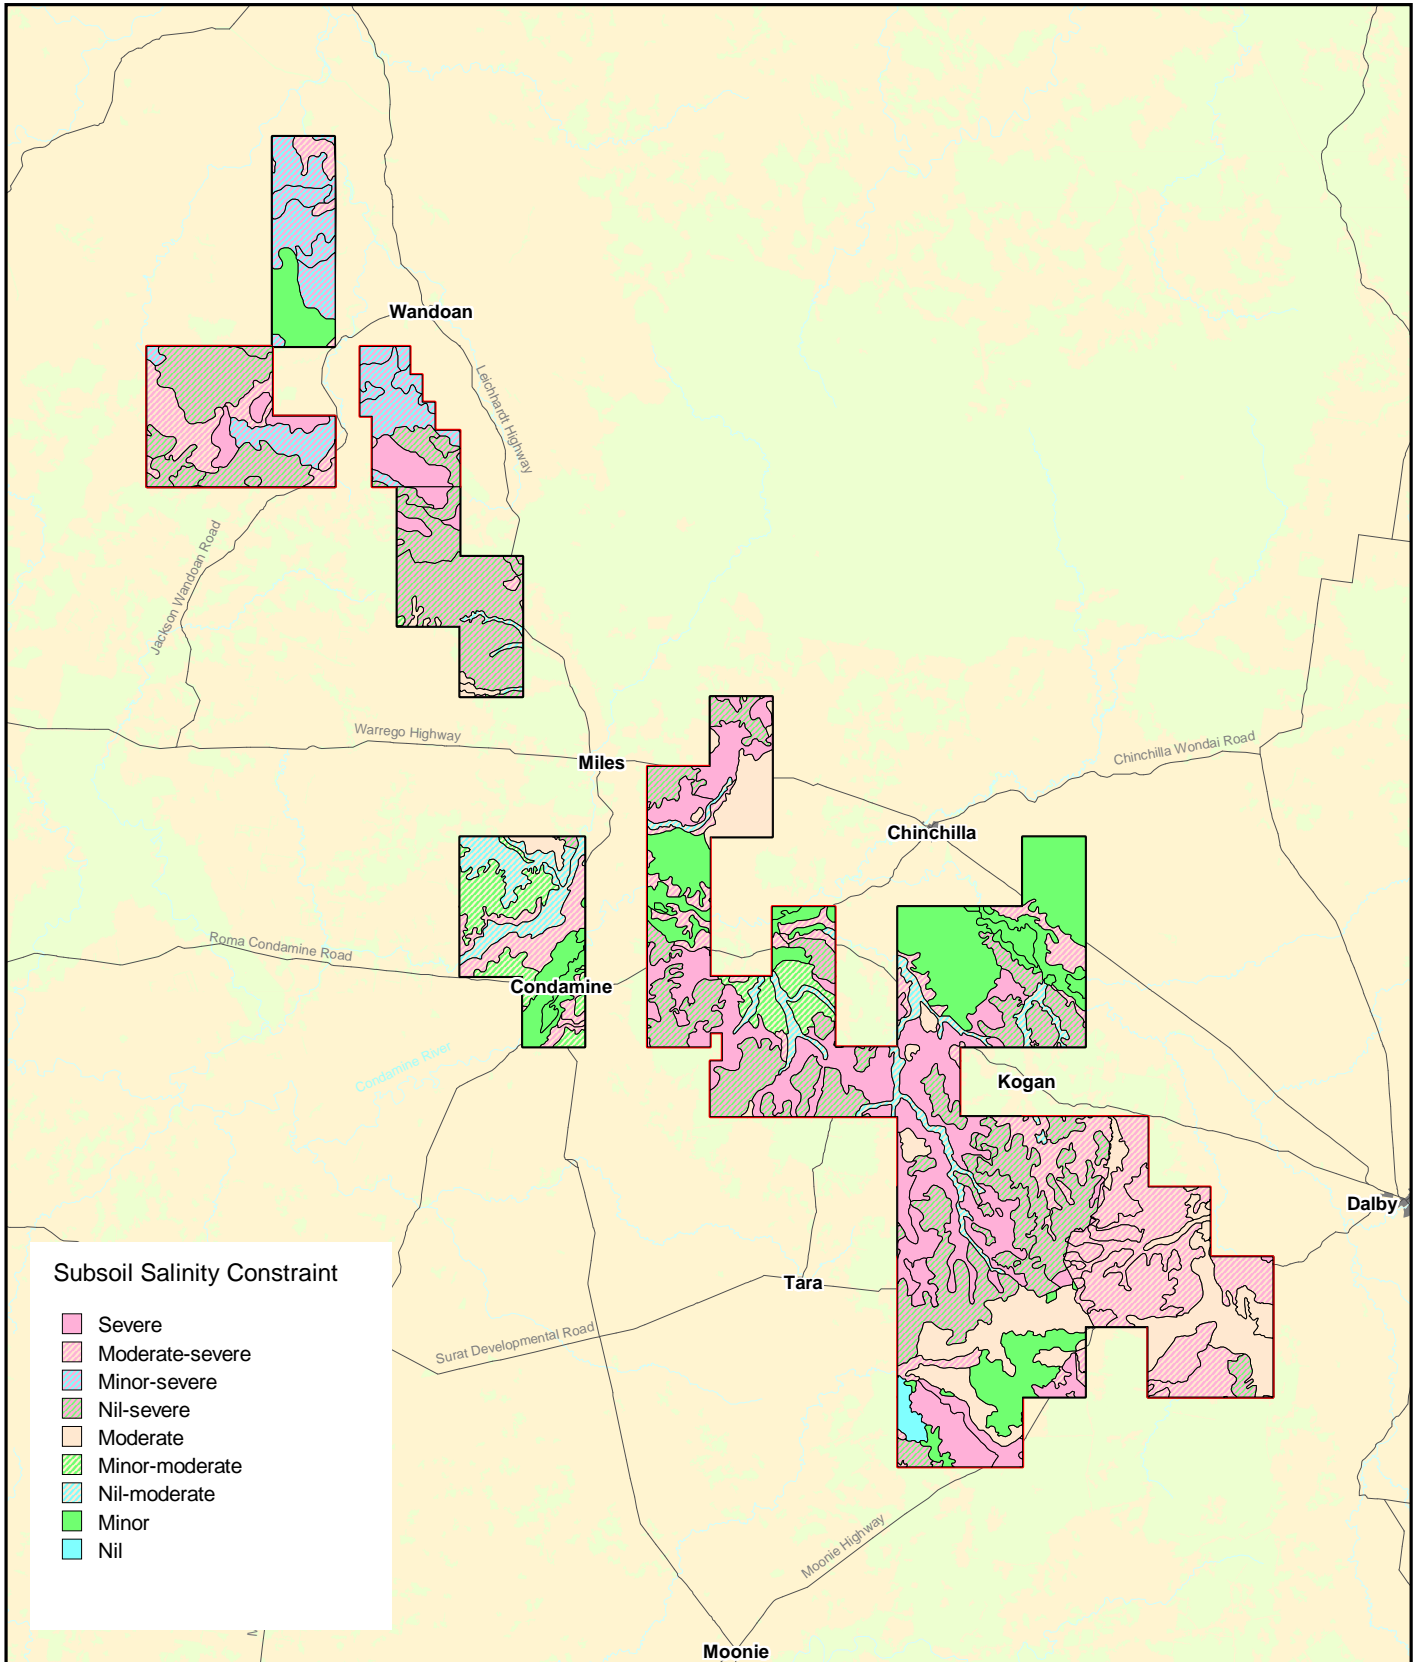 Wandoan
Leichhardt Highway
Jackson Wandoan Road
Warrego Highway
Miles
Chinchilla Wondai Road
Chinchilla
Roma Condamine Road
Condamine
Condamine River
Kogan
Dalby
Tara
Surat Developmental Road
Moonie Highway
Moonie
Subsoil Salinity Constraint
Severe
Moderate-severe
Minor-severe
Nil-severe
Moderate
Minor-moderate
Nil-moderate
Minor
Nil